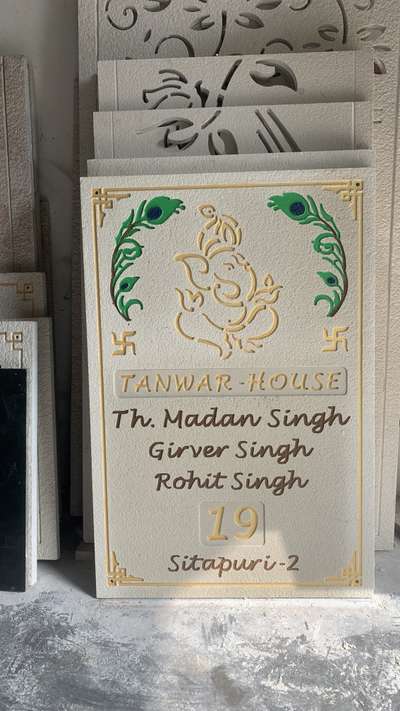 TANWAR-HOUSE
Th. Madan Singh
Girver Singh
Rohit Singh
19
Sitapuri-2